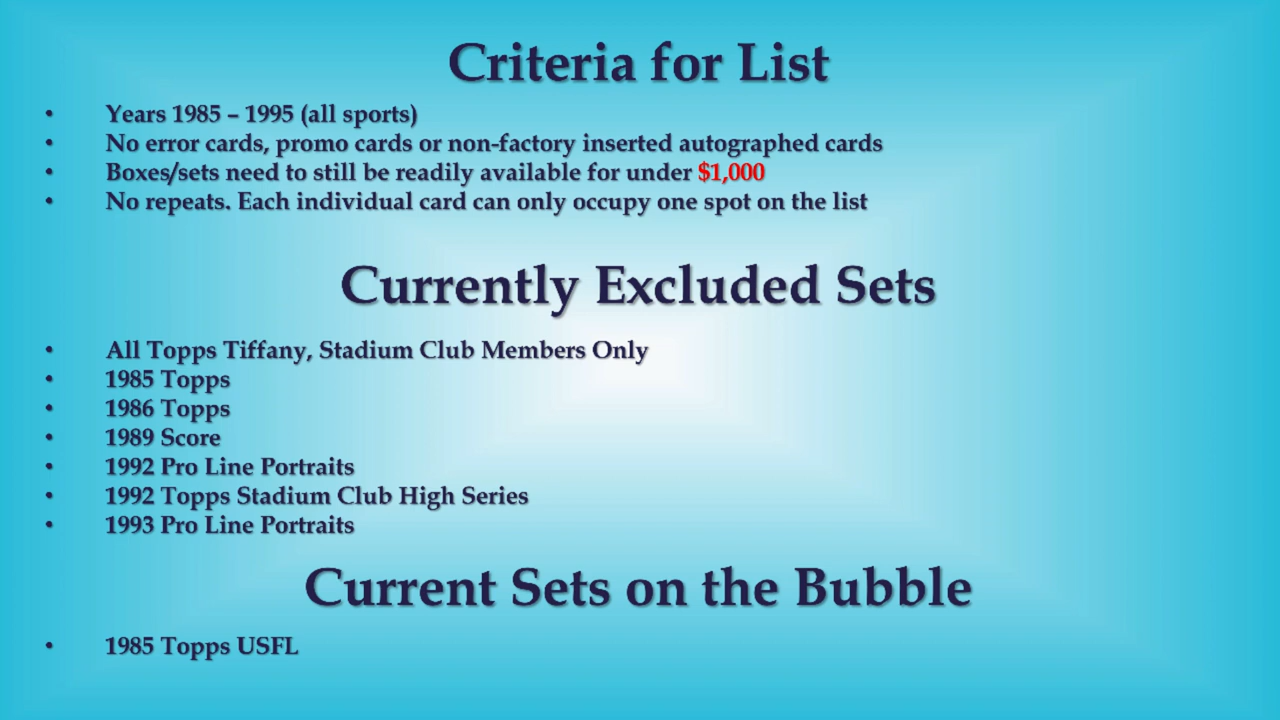 Criteria for List
• Years 1985 – 1995 (all sports)
• No error cards, promo cards or non-factory inserted autographed cards
• Boxes/sets need to still be readily available for under $1,000
• No repeats. Each individual card can only occupy one spot on the list
Currently Excluded Sets
• All Topps Tiffany, Stadium Club Members Only
• 1985 Topps
• 1986 Topps
• 1989 Score
• 1992 Pro Line Portraits
• 1992 Topps Stadium Club High Series
• 1993 Pro Line Portraits
Current Sets on the Bubble
• 1985 Topps USFL